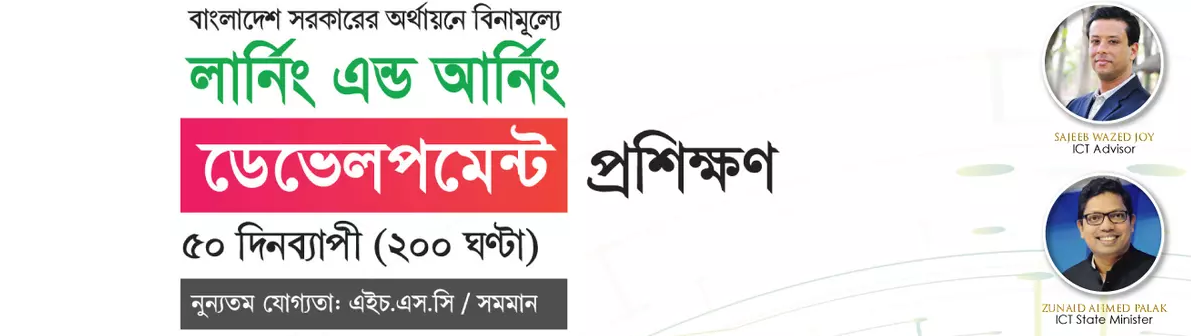 বাংলাদেশ সরকারের অর্থায়নে বিনামূল্যে
লার্নিং এন্ড আর্নিং
ডেভেলপমেন্ট প্রশিক্ষণ
৫০ দিনব্যাপী (২০০ ঘণ্টা)
নুন্যতম যোগ্যতা: এইচ.এস.সি / সমমান
SAJEEB WAZED JOY
ICT Advisor
ZUNAID AHMED PALAK
ICT State Minister